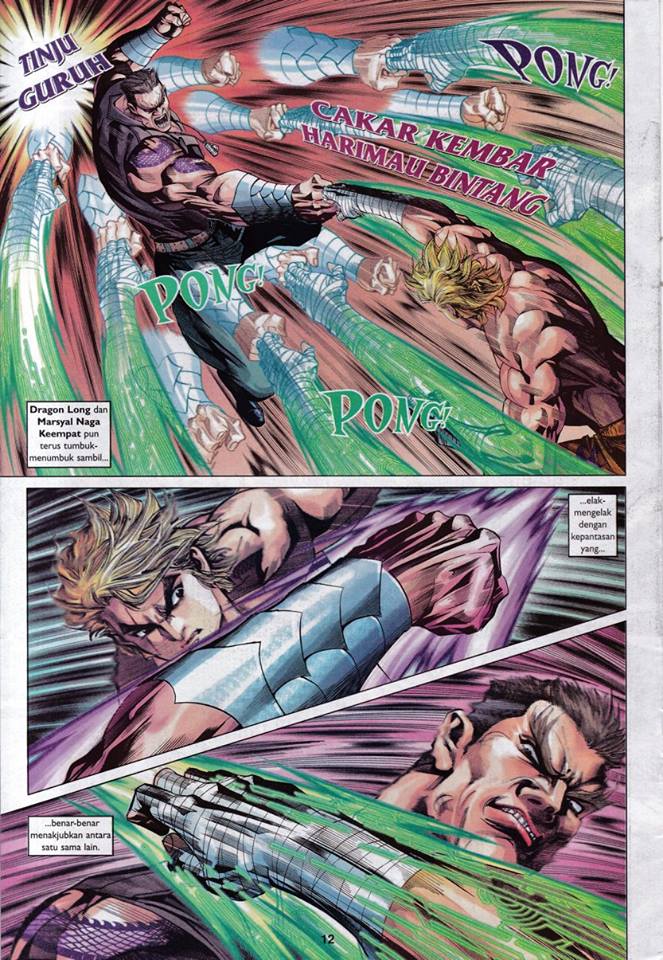 TINJU
GURUH
PONG!
CAKAR KEMBAR
HARIMAU BINTANG
PONG!
PONG!
Dragon Long dan
Marsyal Naga
Keempat pun
terus tumbuk-
menumbuk sambil...
...elak-
mengelak
dengan
kepantasan
yang...
...benar-benar
menakjubkan antara
satu sama lain.
12